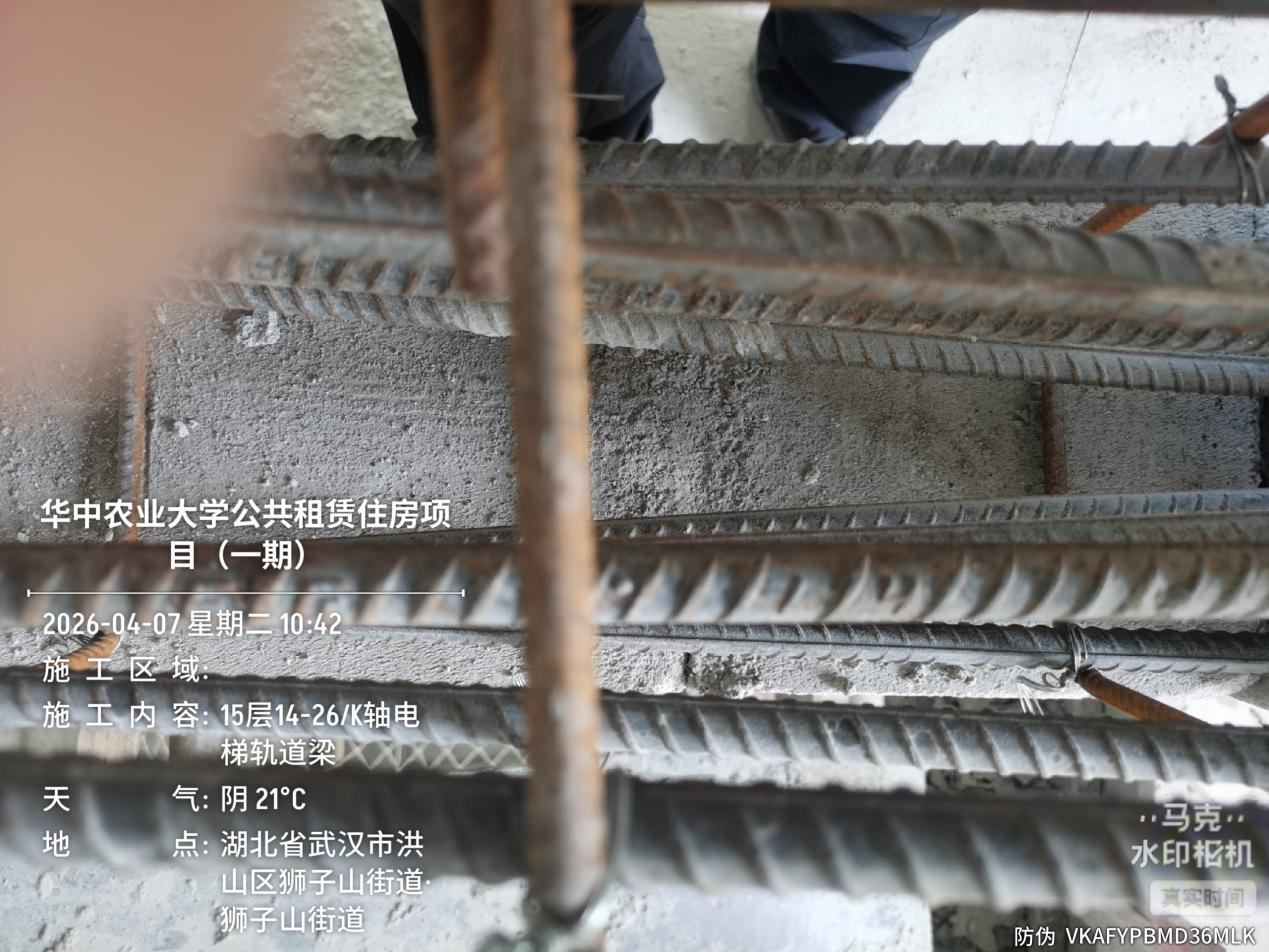 华中农业大学公共租赁住房项
目（一期）
2026-04-07 星期二 10:42
施工区域:
施工内容: 15层14-26/K轴电
梯轨道梁
天气: 阴 21°C
地点: 湖北省武汉市洪
山区狮子山街道·
狮子山街道
马克
水印相机
真实时间
防伪 VKAFYPBMD36MLK